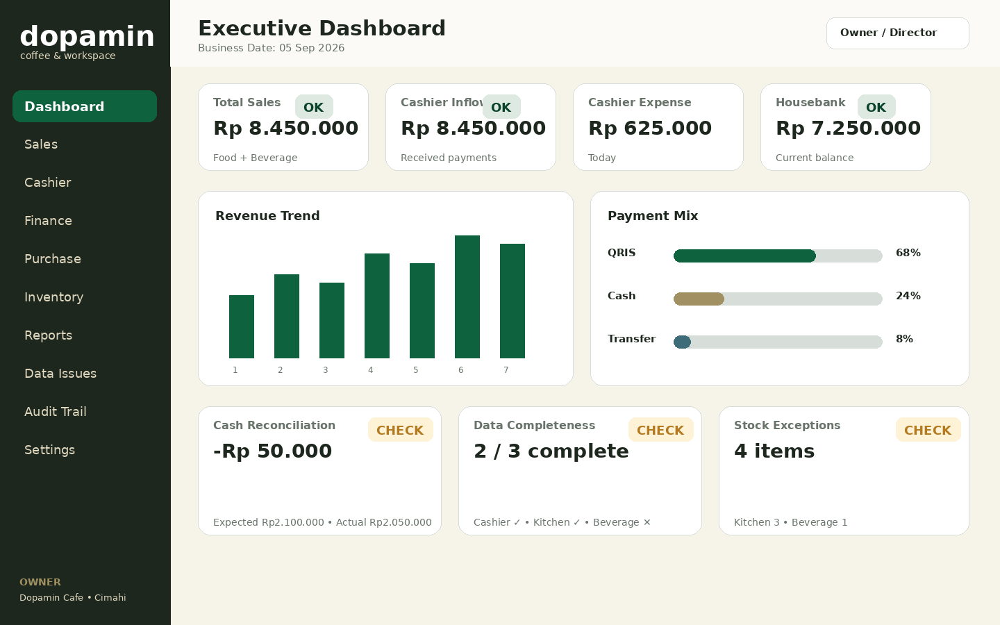 dopamin
coffee & workspace
Dashboard
Sales
Cashier
Finance
Purchase
Inventory
Reports
Data Issues
Audit Trail
Settings
OWNER
Dopamin Cafe • Cimahi
Executive Dashboard
Business Date: 05 Sep 2026
Owner / Director
Total Sales
OK
Rp 8.450.000
Food + Beverage
Cashier Inflow
OK
Rp 8.450.000
Received payments
Cashier Expense
Rp 625.000
Today
Housebank
OK
Rp 7.250.000
Current balance
Revenue Trend
1 2 3 4 5 6 7
Payment Mix
QRIS 68%
Cash 24%
Transfer 8%
Cash Reconciliation
CHECK
-Rp 50.000
Expected Rp2.100.000 • Actual Rp2.050.000
Data Completeness
CHECK
2 / 3 complete
Cashier ✓ • Kitchen ✓ • Beverage ✕
Stock Exceptions
CHECK
4 items
Kitchen 3 • Beverage 1